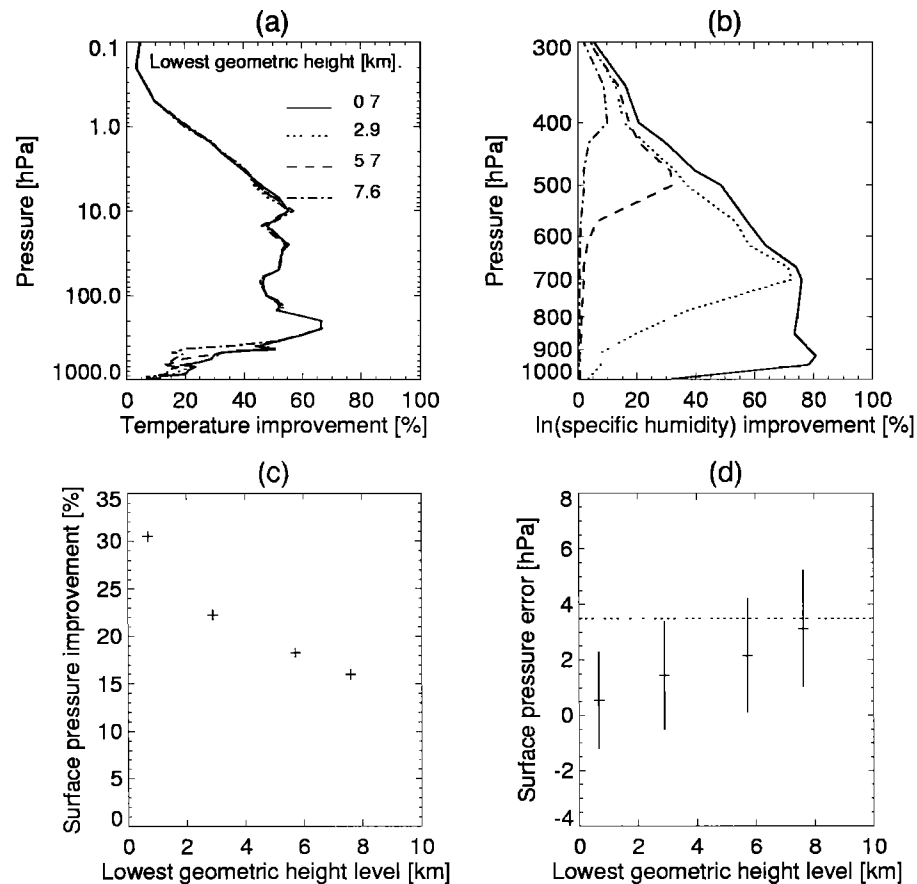 (a)
0.1
1.0
10.0
100.0
1000.0
Pressure [hPa]
Lowest geometric height [km].
0 7
2.9
5 7
7.6
0 20 40 60 80 100
Temperature improvement [%]
(b)
300
400
500
600
700
800
900
1000
Pressure [hPa]
0 20 40 60 80 100
ln(specific humidity) improvement [%]
(c)
35
30
25
20
15
10
5
0
Surface pressure improvement [%]
0 2 4 6 8 10
Lowest geometric height level [km]
(d)
8
6
4
2
0
-2
-4
Surface pressure error [hPa]
0 2 4 6 8 10
Lowest geometric height level [km]